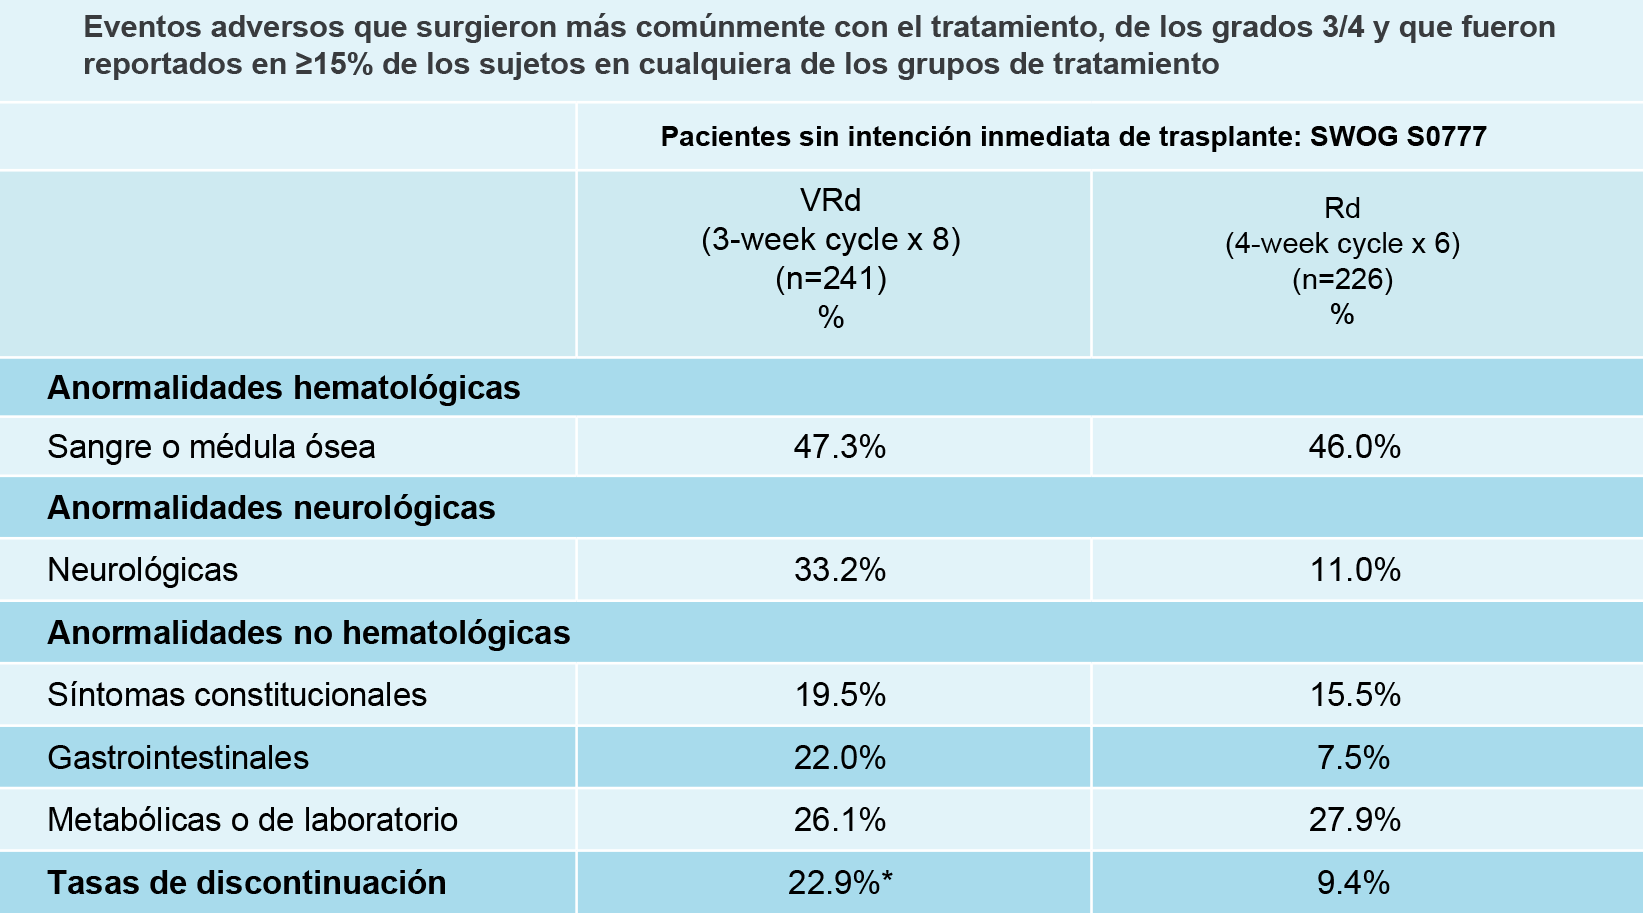 Eventos adversos que surgieron más comúnmente con el tratamiento, de los grados 3/4 y que fueron
reportados en ≥15% de los sujetos en cualquiera de los grupos de tratamiento
Pacientes sin intención inmediata de trasplante: SWOG S0777
VRd
(3-week cycle x 8)
(n=241)
%
Rd
(4-week cycle x 6)
(n=226)
%
Anormalidades hematológicas
Sangre o médula ósea 47.3% 46.0%
Anormalidades neurológicas
Neurológicas 33.2% 11.0%
Anormalidades no hematológicas
Síntomas constitucionales 19.5% 15.5%
Gastrointestinales 22.0% 7.5%
Metabólicas o de laboratorio 26.1% 27.9%
Tasas de discontinuación 22.9%* 9.4%